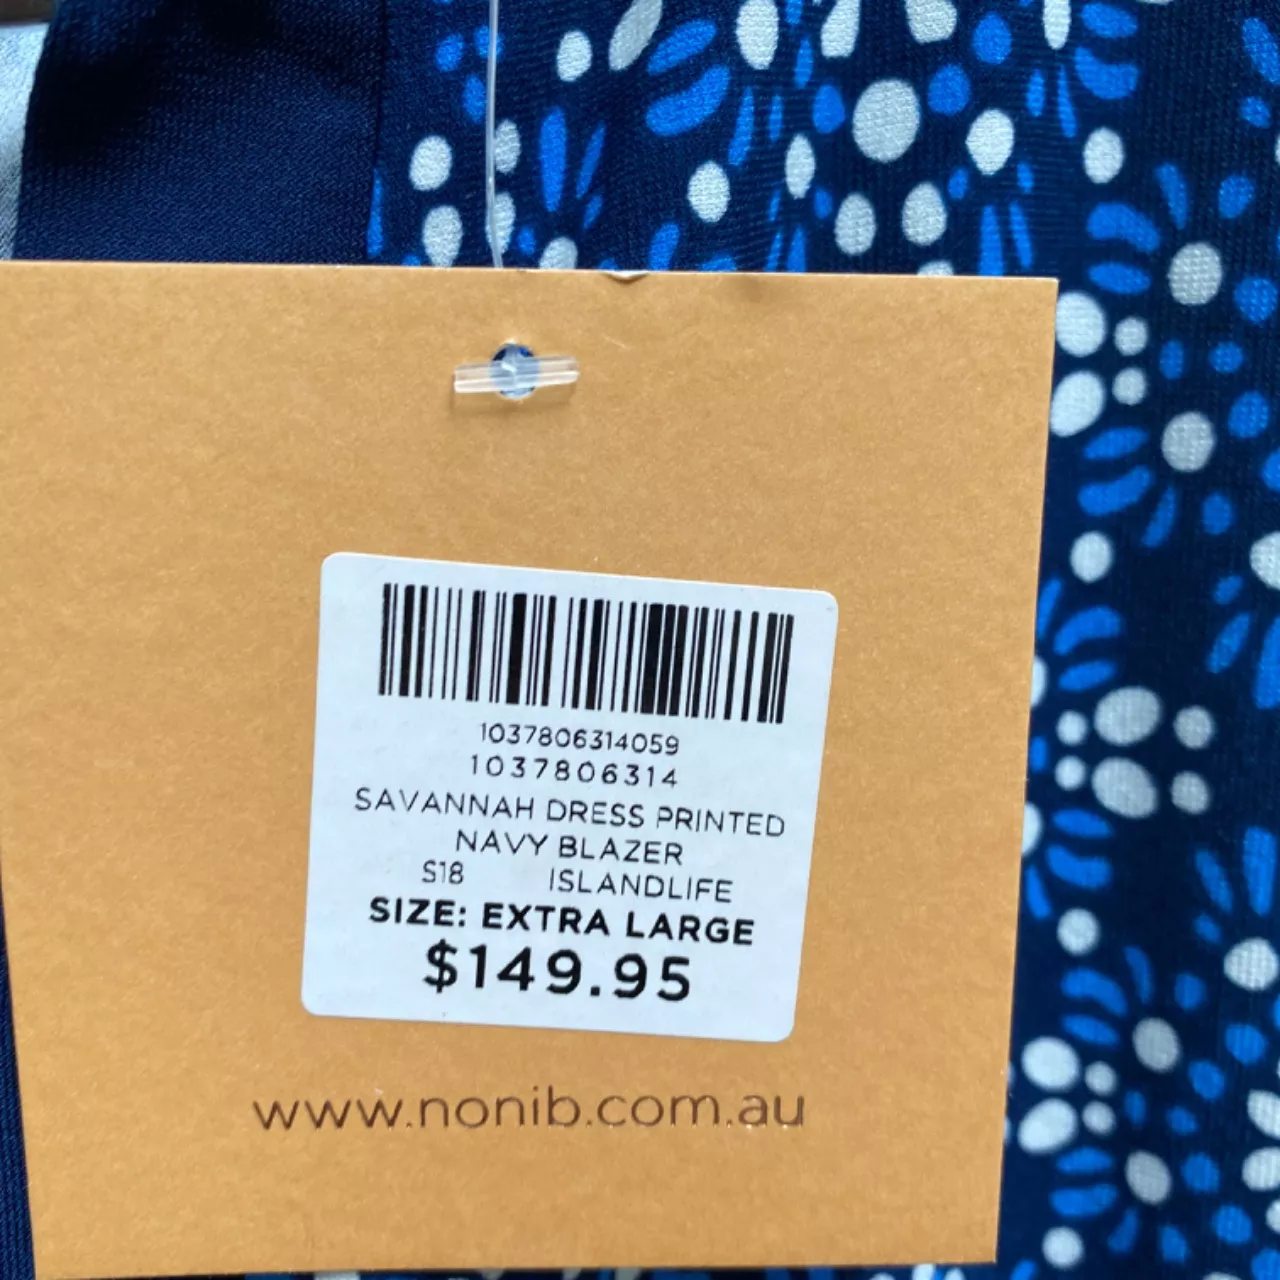 1037806314059
1037806314
SAVANNAH DRESS PRINTED
NAVY BLAZER
S18 ISLANDLIFE
SIZE: EXTRA LARGE
$149.95
www.nonib.com.au